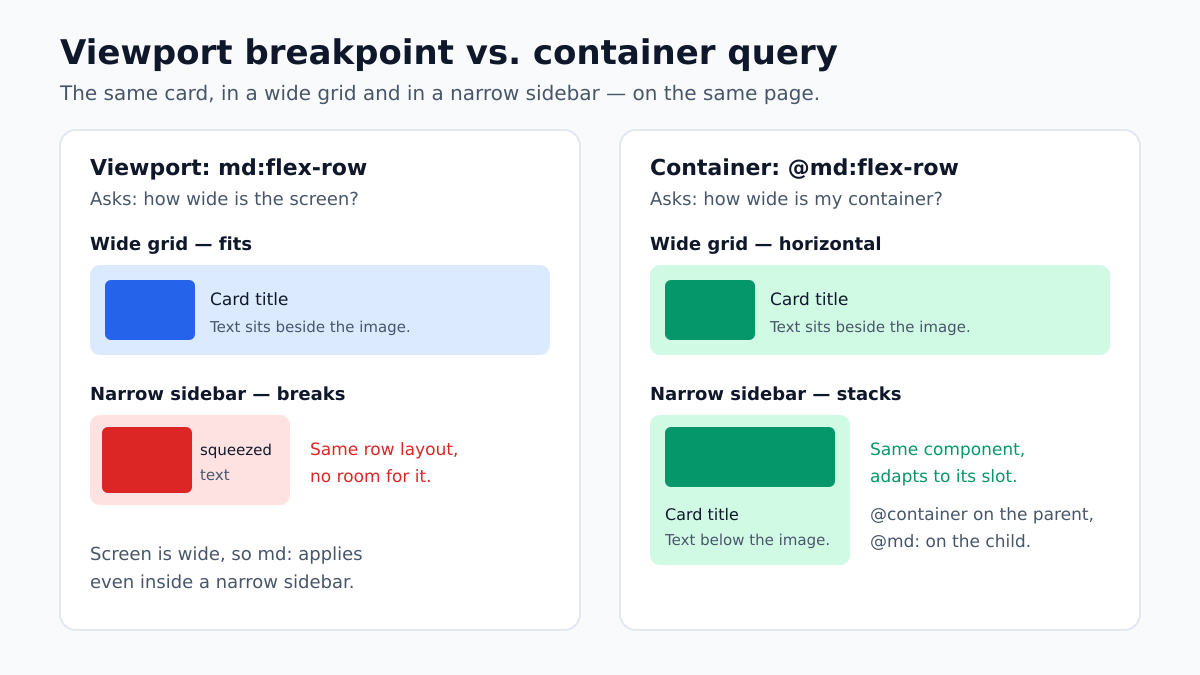 Viewport breakpoint vs. container query
The same card, in a wide grid and in a narrow sidebar — on the same page.
Viewport: md:flex-row
Asks: how wide is the screen?
Wide grid — fits
Card title
Text sits beside the image.
Narrow sidebar — breaks
squeezed
text
Same row layout,
no room for it.
Screen is wide, so md: applies
even inside a narrow sidebar.
Container: @md:flex-row
Asks: how wide is my container?
Wide grid — horizontal
Card title
Text sits beside the image.
Narrow sidebar — stacks
Card title
Text below the image.
Same component,
adapts to its slot.
@container on the parent,
@md: on the child.